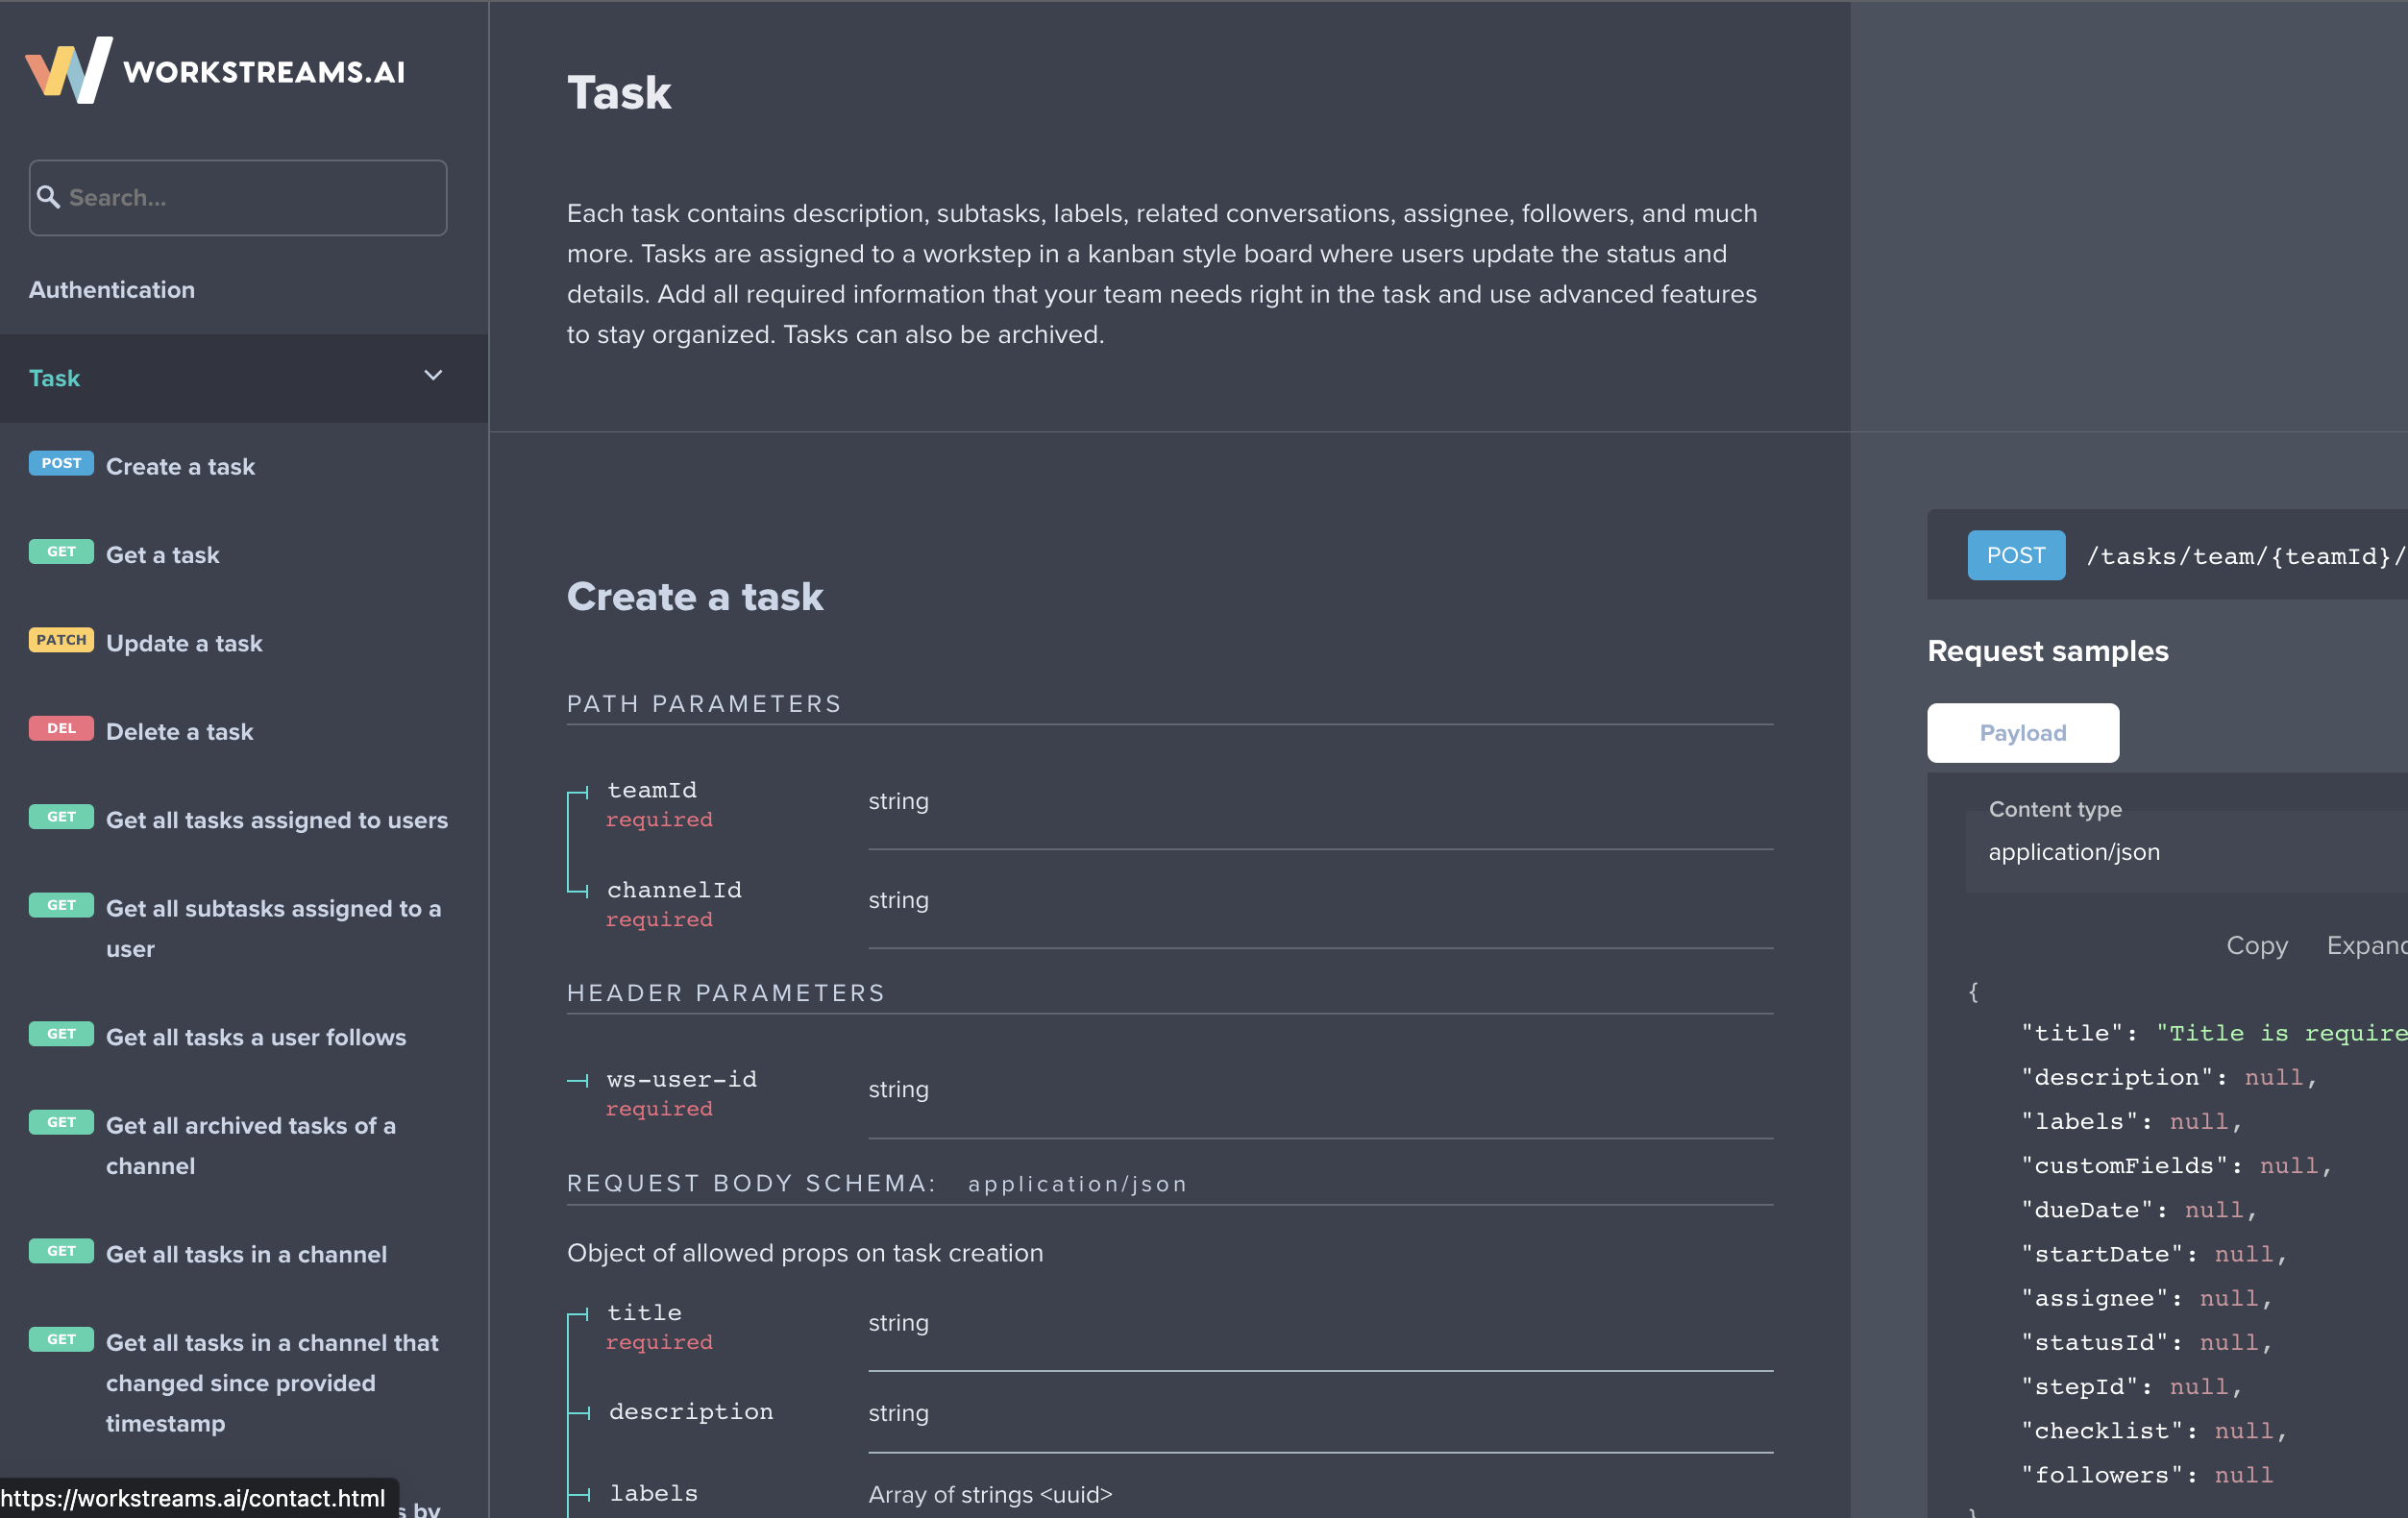 WORKSTREAMS.AI
Search...
Authentication
Task
POST Create a task
GET Get a task
PATCH Update a task
DEL Delete a task
GET Get all tasks assigned to users
GET Get all subtasks assigned to a
user
GET Get all tasks a user follows
GET Get all archived tasks of a
channel
GET Get all tasks in a channel
GET Get all tasks in a channel that
changed since provided
timestamp
by
https://workstreams.ai/contact.html
Task
Each task contains description, subtasks, labels, related conversations, assignee, followers, and much
more. Tasks are assigned to a workstep in a kanban style board where users update the status and
details. Add all required information that your team needs right in the task and use advanced features
to stay organized. Tasks can also be archived.
Create a task
PATH PARAMETERS
teamId string
required
channelId string
required
HEADER PARAMETERS
ws-user-id string
required
REQUEST BODY SCHEMA: application/json
Object of allowed props on task creation
title string
required
description string
labels Array of strings <uuid>
POST /tasks/team/{teamId}/
Request samples
Payload
Content type
application/json
Copy Expand
{
"title": "Title is require
"description": null,
"labels": null,
"customFields": null,
"dueDate": null,
"startDate": null,
"assignee": null,
"statusId": null,
"stepId": null,
"checklist": null,
"followers": null
}